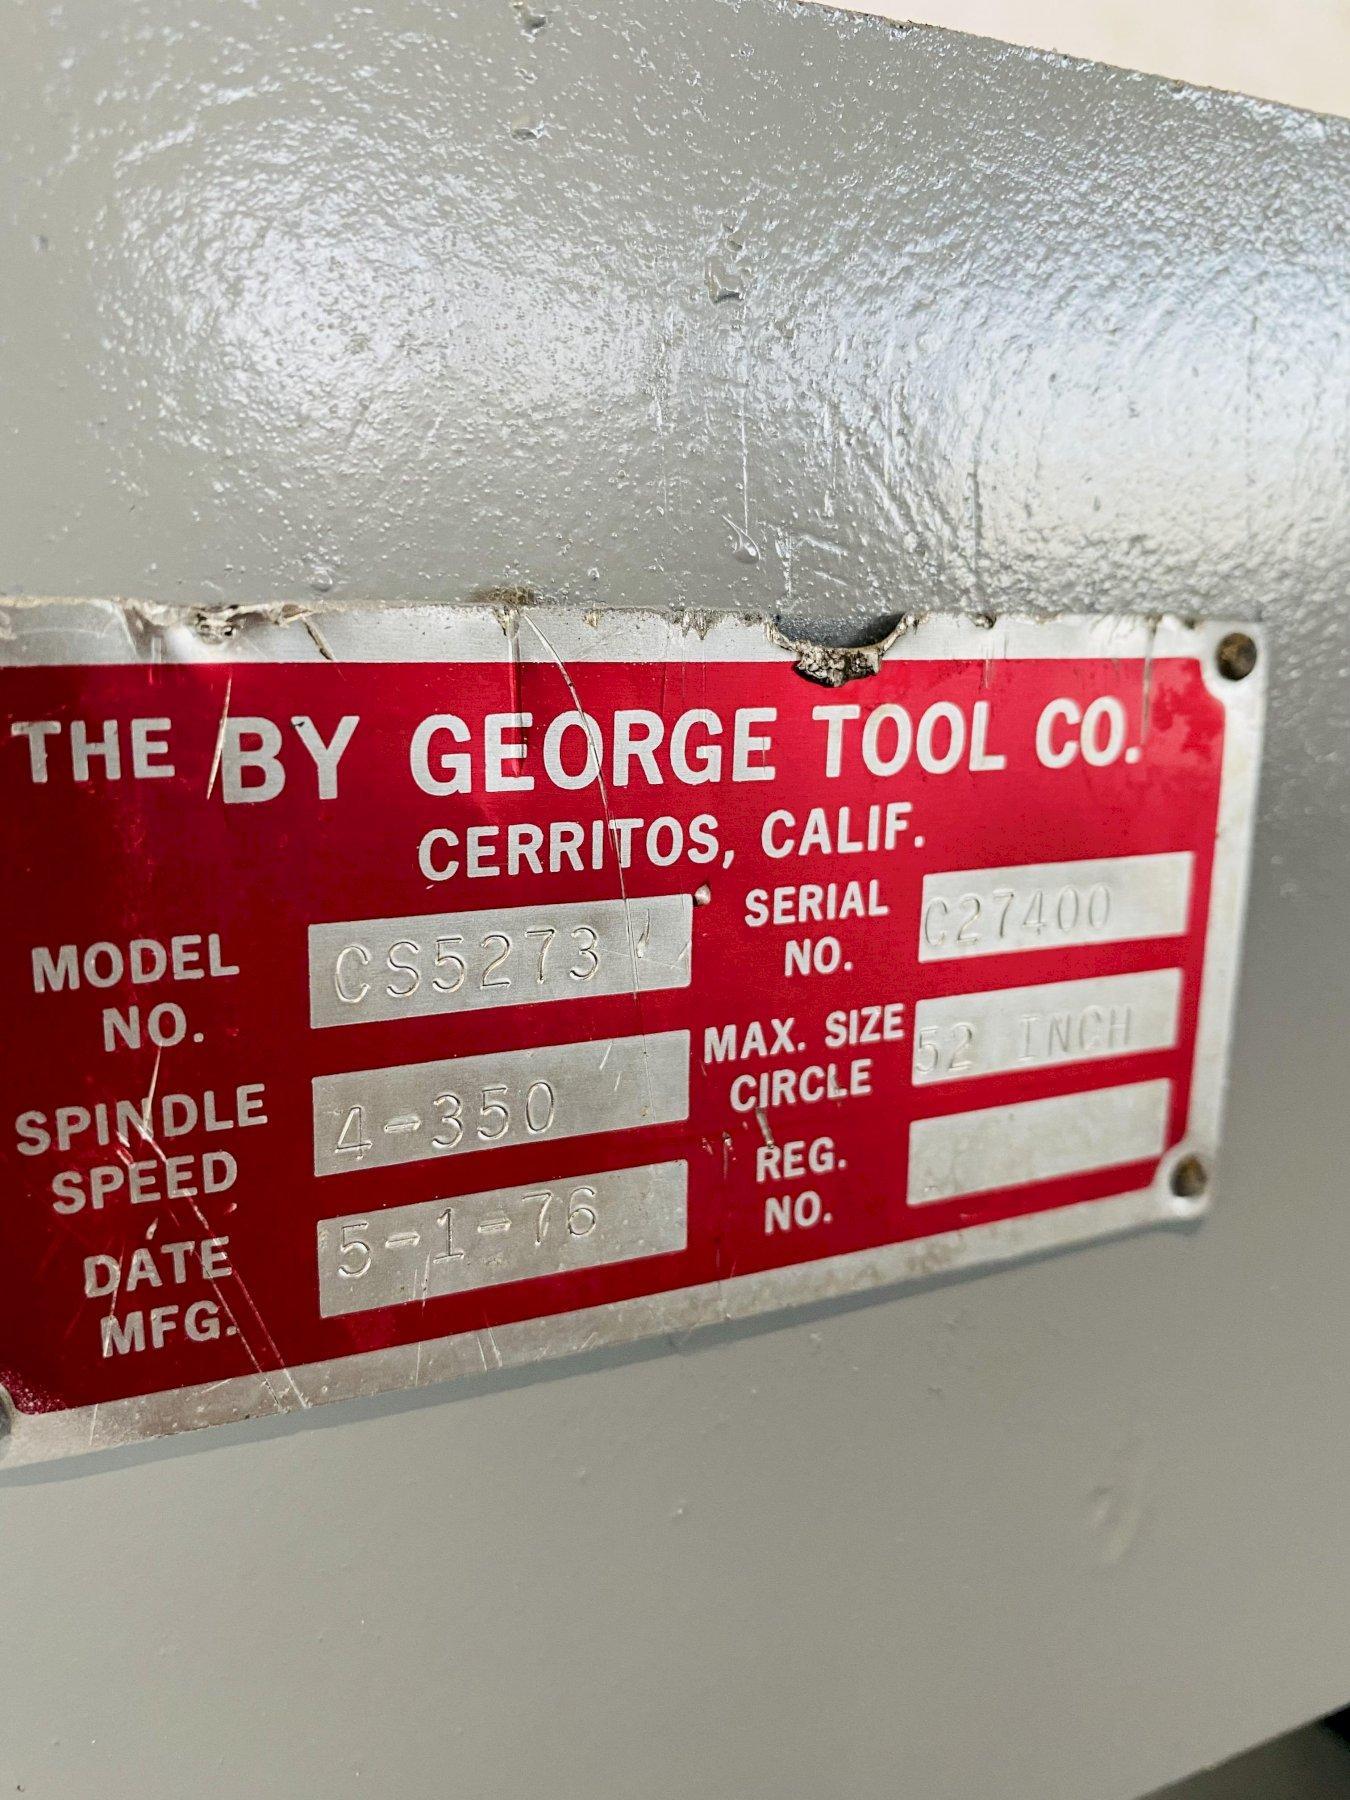 THE BY GEORGE TOOL CO.
CERRITOS, CALIF.
MODEL NO. CS5273
SERIAL NO. C27400
SPINDLE SPEED 4-350
MAX. SIZE CIRCLE 52 INCH
DATE MFG. 5-1-76
REG. NO.